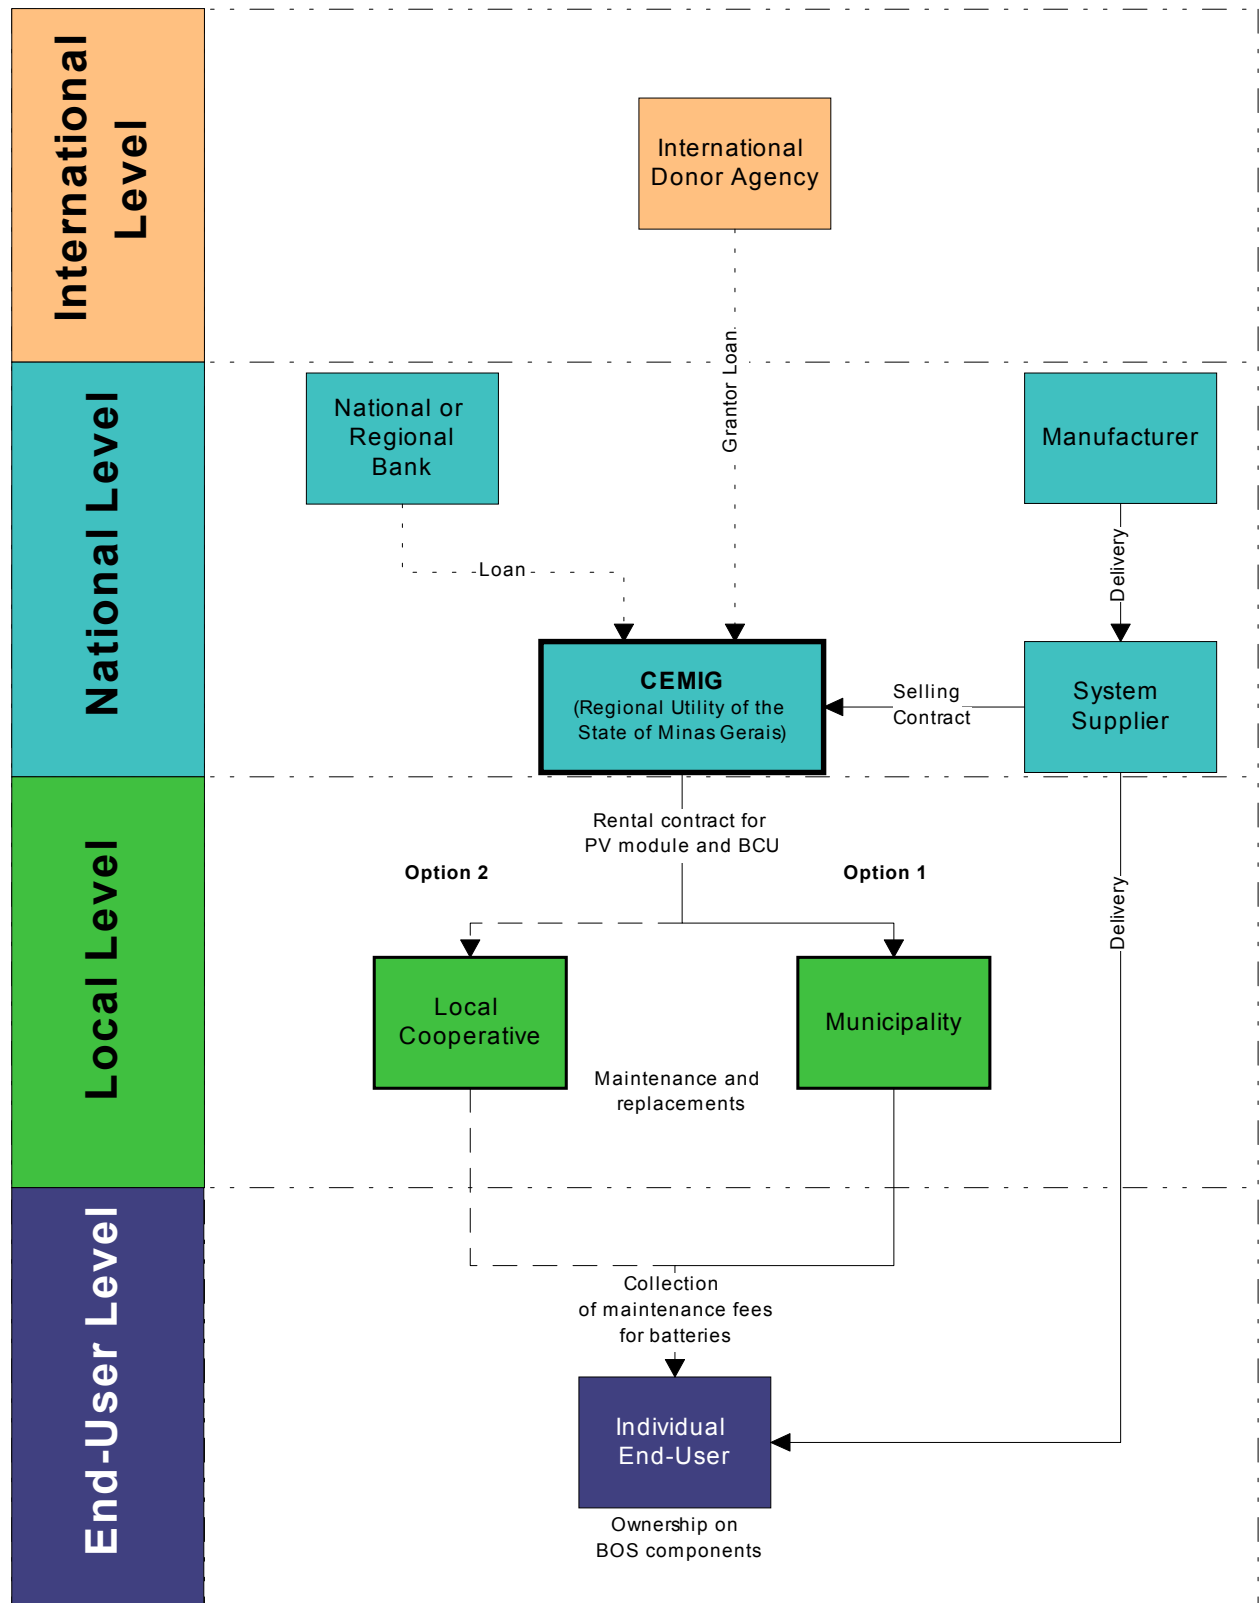 International
Level
International
Donor Agency
Grantor Loan
National Level
National or
Regional
Bank
Manufacturer
Loan
Delivery
CEMIG
(Regional Utility of the
State of Minas Gerais)
Selling
Contract
System
Supplier
Local Level
Rental contract for
PV module and BCU
Option 2
Option 1
Delivery
Local
Cooperative
Municipality
Maintenance and
replacements
End-User Level
Collection
of maintenance fees
for batteries
Individual
End-User
Ownership on
BOS components